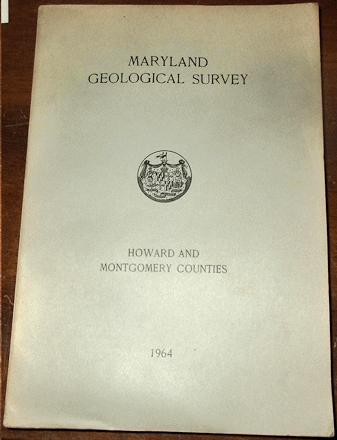 MARYLAND
GEOLOGICAL SURVEY
HOWARD AND
MONTGOMERY COUNTIES
1964